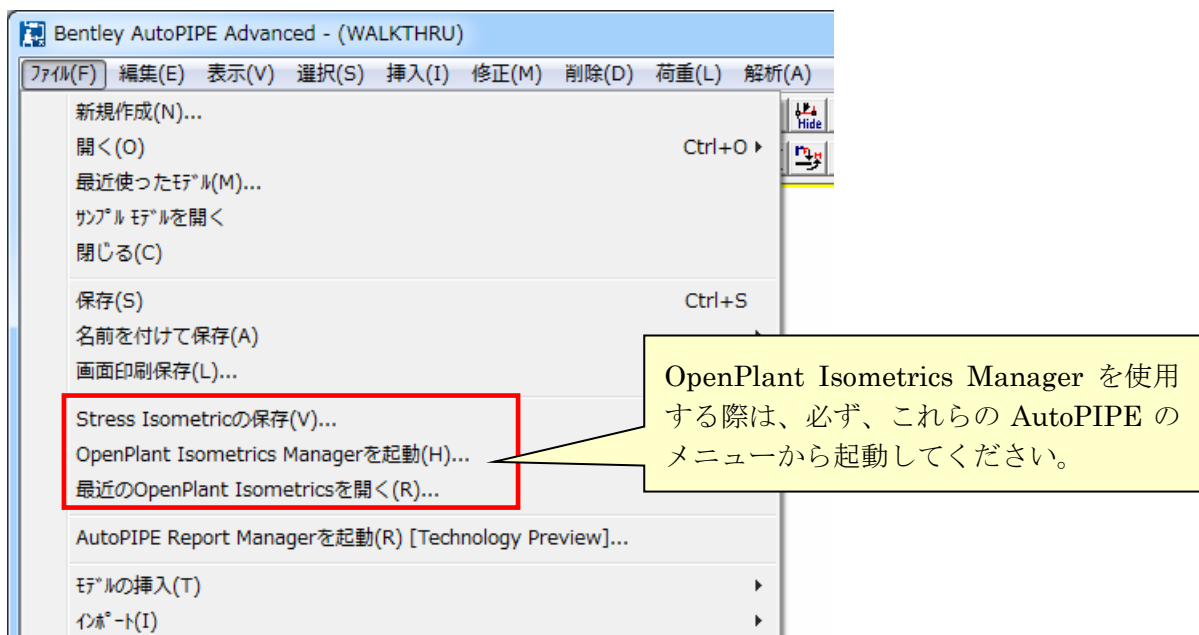 Bentley AutoPIPE Advanced - (WALKTHRU)
ﾌｧｲﾙ(F) 編集(E) 表示(V) 選択(S) 挿入(I) 修正(M) 削除(D) 荷重(L) 解析(A)
Hide
新規作成(N)...
開く(O) Ctrl+O
最近使ったﾓﾃﾞﾙ(M)...
ｻﾝﾌﾟﾙ ﾓﾃﾞﾙを開く
閉じる(C)
保存(S) Ctrl+S
名前を付けて保存(A)
画面印刷保存(L)...
Stress Isometricの保存(V)...
OpenPlant Isometrics Managerを起動(H)...
最近のOpenPlant Isometricsを開く(R)...
AutoPIPE Report Managerを起動(R) [Technology Preview]...
ﾓﾃﾞﾙの挿入(T)
ｲﾝﾎﾟｰﾄ(I)
OpenPlant Isometrics Manager を使用
する際は、必ず、これらの AutoPIPE の
メニューから起動してください。